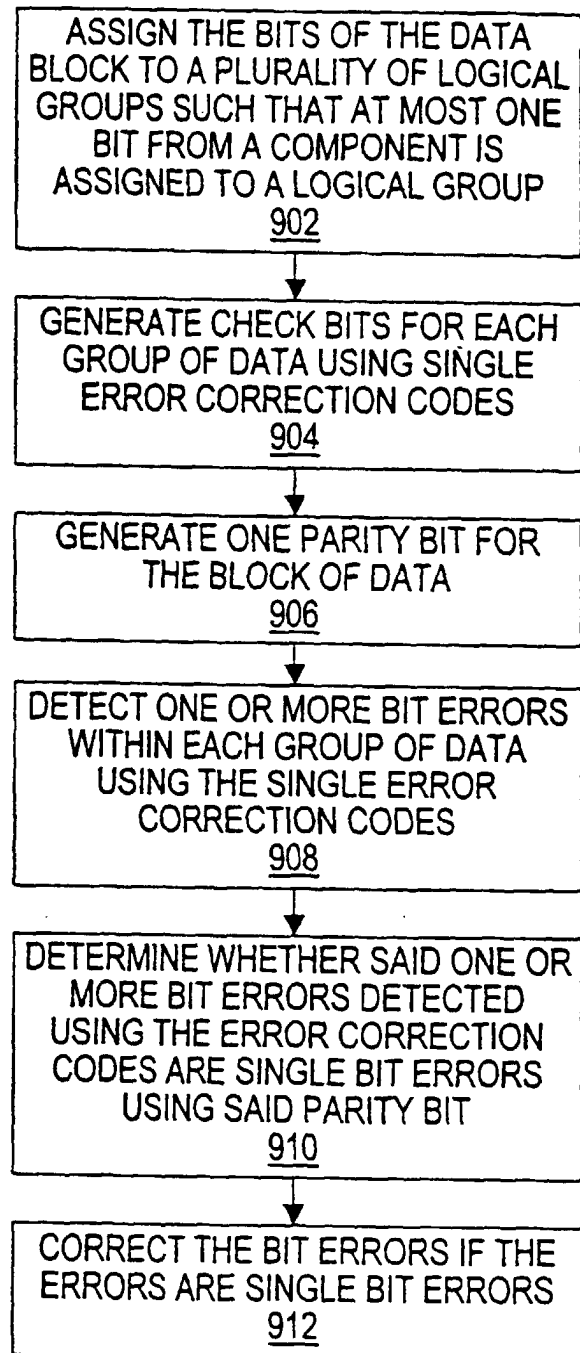 ASSIGN THE BITS OF THE DATA
BLOCK TO A PLURALITY OF LOGICAL
GROUPS SUCH THAT AT MOST ONE
BIT FROM A COMPONENT IS
ASSIGNED TO A LOGICAL GROUP
902
GENERATE CHECK BITS FOR EACH
GROUP OF DATA USING SINGLE
ERROR CORRECTION CODES
904
GENERATE ONE PARITY BIT FOR
THE BLOCK OF DATA
906
DETECT ONE OR MORE BIT ERRORS
WITHIN EACH GROUP OF DATA
USING THE SINGLE ERROR
CORRECTION CODES
908
DETERMINE WHETHER SAID ONE OR
MORE BIT ERRORS DETECTED
USING THE ERROR CORRECTION
CODES ARE SINGLE BIT ERRORS
USING SAID PARITY BIT
910
CORRECT THE BIT ERRORS IF THE
ERRORS ARE SINGLE BIT ERRORS
912